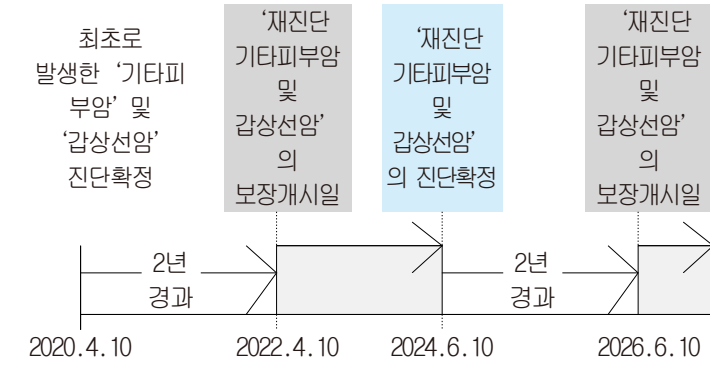 최초로
발생한 ‘기타피
부암’ 및
‘갑상선암’
진단확정
‘재진단
기타피부암
및
갑상선암’
의
보장개시일
‘재진단
기타피부암
및
갑상선암’
의 진단확정
‘재진단
기타피부암
및
갑상선암’
의
보장개시일
2년
경과
2년
경과
2020.4.10
2022.4.10
2024.6.10
2026.6.10